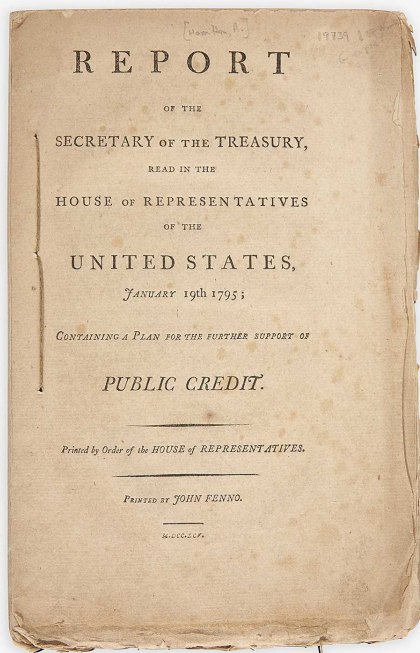 REPORT
OF THE
SECRETARY OF THE TREASURY,
READ IN THE
HOUSE OF REPRESENTATIVES
OF THE
UNITED STATES,
JANUARY 19th 1795;
CONTAINING A PLAN FOR THE FURTHER SUPPORT OF
PUBLIC CREDIT.
Printed by Order of the HOUSE of REPRESENTATIVES.
PRINTED BY JOHN FENNO.
M.DCC.XCV.